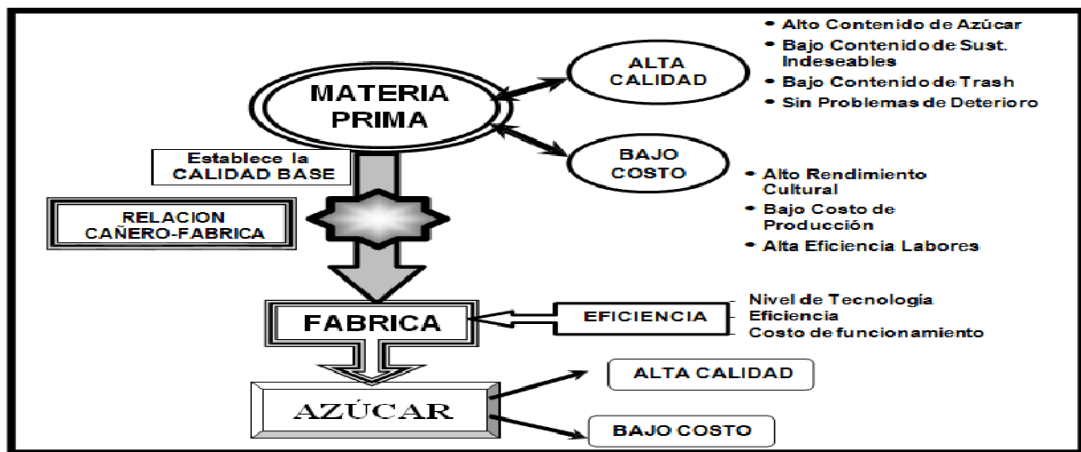 • Alto Contenido de Azúcar
• Bajo Contenido de Sust.
Indeseables
• Bajo Contenido de Trash
• Sin Problemas de Deterioro
ALTA
CALIDAD
MATERIA
PRIMA
BAJO
COSTO
• Alto Rendimiento
Cultural
• Bajo Costo de
Producción
• Alta Eficiencia Labores
Establece la
CALIDAD BASE
RELACION
CAÑERO-FABRICA
FABRICA
EFICIENCIA
- Nivel de Tecnología
- Eficiencia
- Costo de funcionamiento
AZÚCAR
ALTA CALIDAD
BAJO COSTO